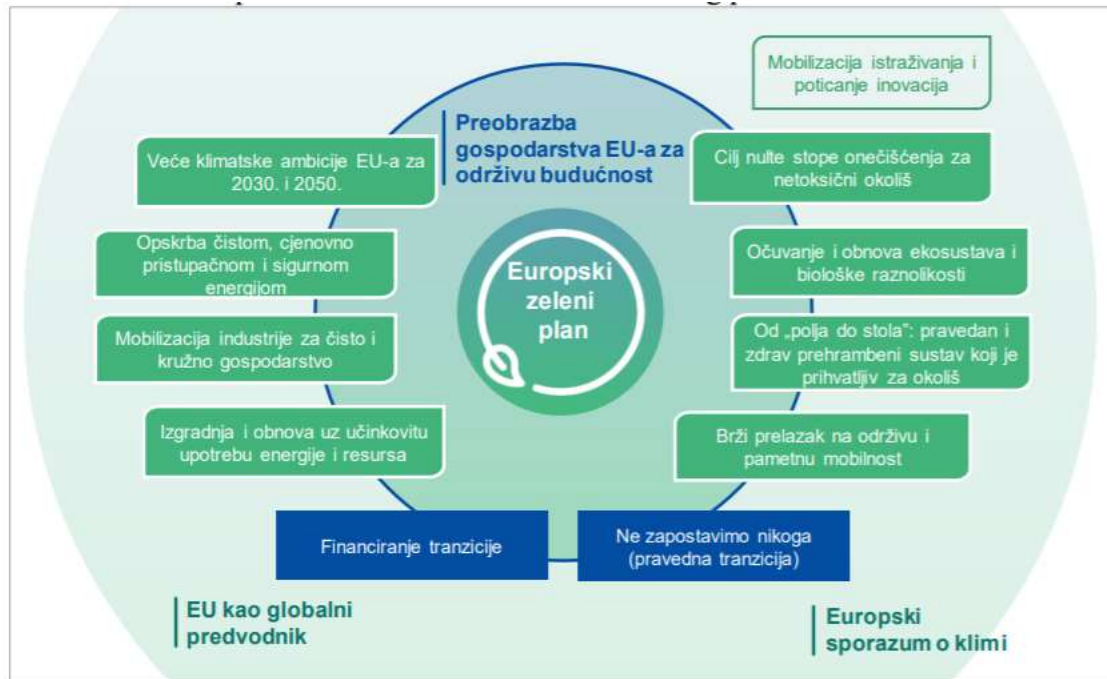 Mobilizacija istraživanja i
poticanje inovacija
Preobrazba
gospodarstva EU-a za
održivu budućnost
Veće klimatske ambicije EU-a za
2030. i 2050.
Cilj nulte stope onečišćenja za
netoksični okoliš
Opskrba čistom, cjenovno
pristupačnom i sigurnom
energijom
Europski
zeleni
plan
Očuvanje i obnova ekosustava i
biološke raznolikosti
Mobilizacija industrije za čisto i
kružno gospodarstvo
Od „polja do stola”: pravedan i
zdrav prehrambeni sustav koji je
prihvatljiv za okoliš
Izgradnja i obnova uz učinkovitu
upotrebu energije i resursa
Brži prelazak na održivu i
pametnu mobilnost
Financiranje tranzicije
Ne zapostavimo nikoga
(pravedna tranzicija)
EU kao globalni
predvodnik
Europski
sporazum o klimi